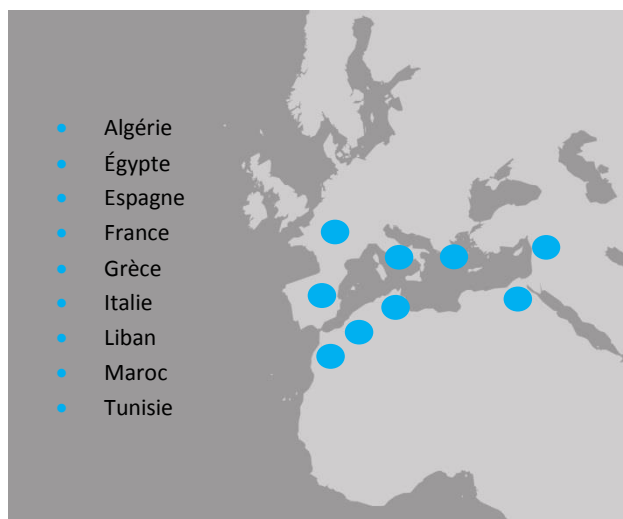 Algérie
Égypte
Espagne
France
Grèce
Italie
Liban
Maroc
Tunisie